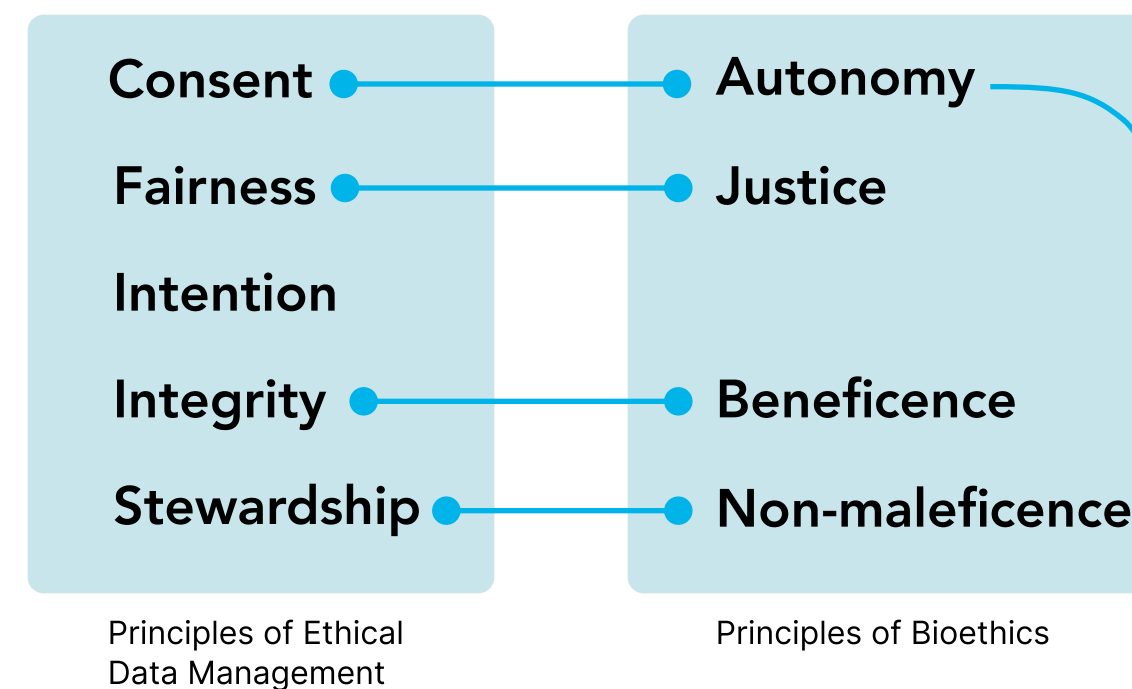 Consent
Autonomy
Fairness
Justice
Intention
Integrity
Beneficence
Stewardship
Non-maleficence
Principles of Ethical
Data Management
Principles of Bioethics